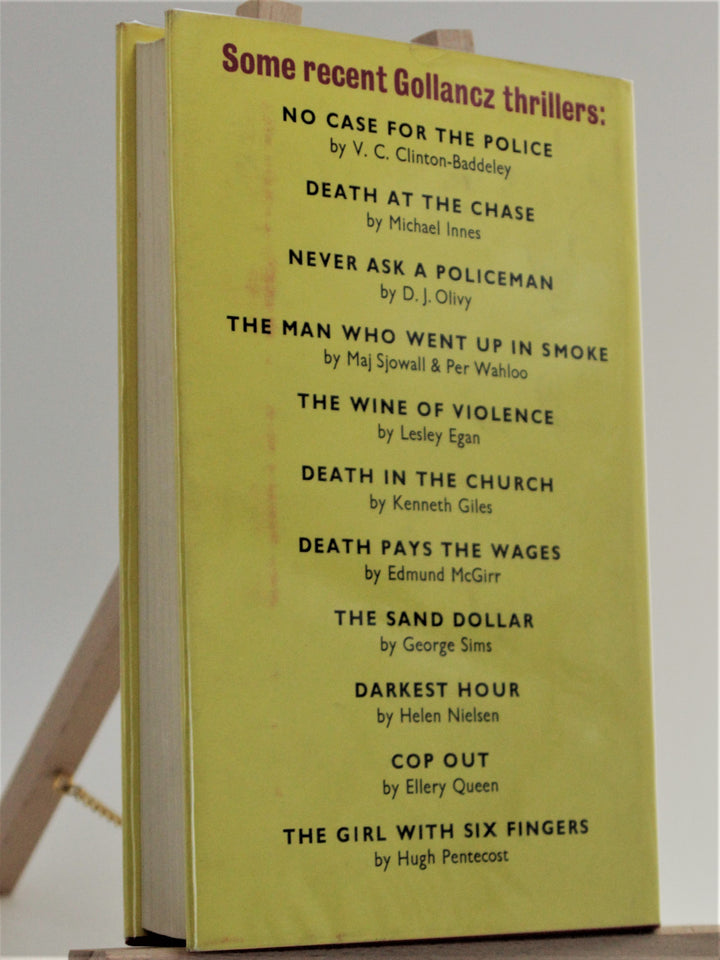 Some recent Gollancz thrillers:
NO CASE FOR THE POLICE
by V. C. Clinton-Baddeley
DEATH AT THE CHASE
by Michael Innes
NEVER ASK A POLICEMAN
by D. J. Olivy
THE MAN WHO WENT UP IN SMOKE
by Maj Sjowall & Per Wahloo
THE WINE OF VIOLENCE
by Lesley Egan
DEATH IN THE CHURCH
by Kenneth Giles
DEATH PAYS THE WAGES
by Edmund McGirr
THE SAND DOLLAR
by George Sims
DARKEST HOUR
by Helen Nielsen
COP OUT
by Ellery Queen
THE GIRL WITH SIX FINGERS
by Hugh Pentecost